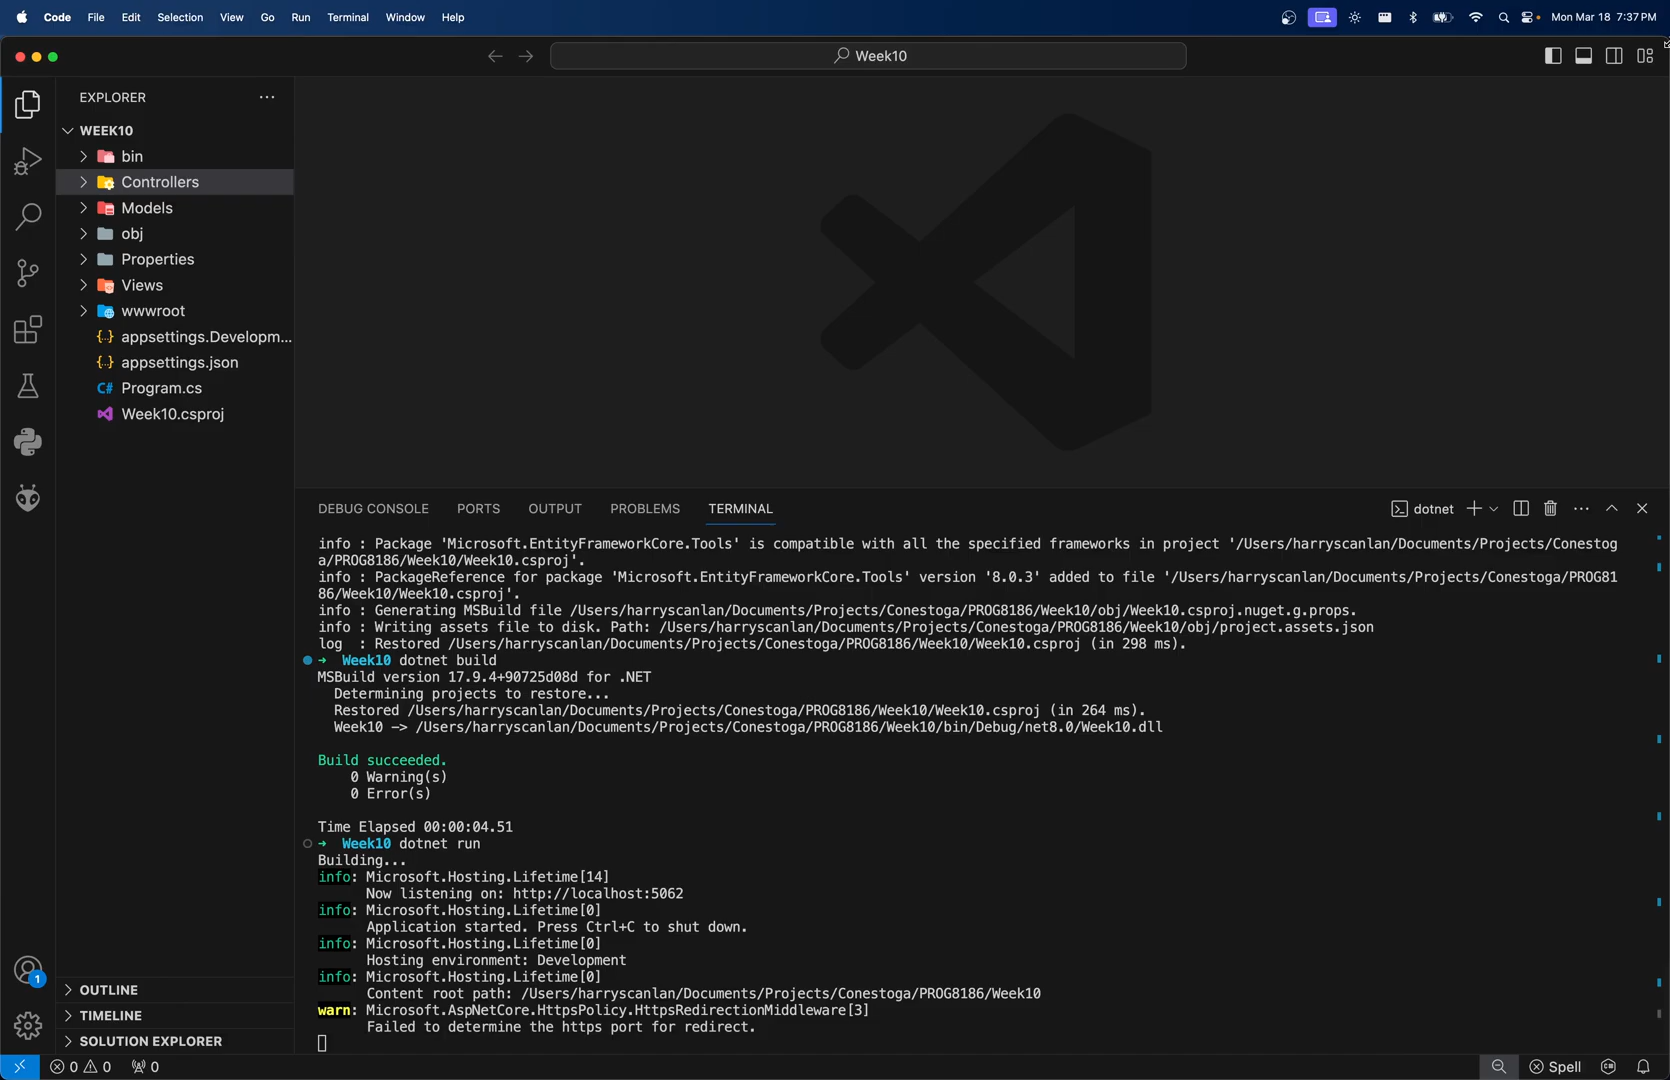 Code File Edit Selection View Go Run Terminal Window Help
Mon Mar 18 7:37 PM
Week10
EXPLORER
WEEK10
bin
Controllers
Models
obj
Properties
Views
wwwroot
appsettings.Developm...
{..} appsettings.json
C# Program.cs
Week10.csproj
OUTLINE
TIMELINE
SOLUTION EXPLORER
1
DEBUG CONSOLE PORTS OUTPUT PROBLEMS TERMINAL
dotnet
info : Package 'Microsoft.EntityFrameworkCore.Tools' is compatible with all the specified frameworks in project '/Users/harryscanlan/Documents/Projects/Conestog
a/PROG8186/Week10/Week10.csproj'.
info : PackageReference for package 'Microsoft.EntityFrameworkCore.Tools' version '8.0.3' added to file '/Users/harryscanlan/Documents/Projects/Conestoga/PROG81
86/Week10/Week10.csproj'.
info : Generating MSBuild file /Users/harryscanlan/Documents/Projects/Conestoga/PROG8186/Week10/obj/Week10.csproj.nuget.g.props.
info : Writing assets file to disk. Path: /Users/harryscanlan/Documents/Projects/Conestoga/PROG8186/Week10/obj/project.assets.json
log  : Restored /Users/harryscanlan/Documents/Projects/Conestoga/PROG8186/Week10/Week10.csproj (in 298 ms).
➜ Week10 dotnet build
MSBuild version 17.9.4+90725d08d for .NET
Determining projects to restore...
Restored /Users/harryscanlan/Documents/Projects/Conestoga/PROG8186/Week10/Week10.csproj (in 264 ms).
Week10 -> /Users/harryscanlan/Documents/Projects/Conestoga/PROG8186/Week10/bin/Debug/net8.0/Week10.dll
Build succeeded.
0 Warning(s)
0 Error(s)
Time Elapsed 00:00:04.51
➜ Week10 dotnet run
Building...
info: Microsoft.Hosting.Lifetime[14]
Now listening on: http://localhost:5062
info: Microsoft.Hosting.Lifetime[0]
Application started. Press Ctrl+C to shut down.
info: Microsoft.Hosting.Lifetime[0]
Hosting environment: Development
info: Microsoft.Hosting.Lifetime[0]
Content root path: /Users/harryscanlan/Documents/Projects/Conestoga/PROG8186/Week10
warn: Microsoft.AspNetCore.HttpsPolicy.HttpsRedirectionMiddleware[3]
Failed to determine the https port for redirect.
0 0 0
Spell